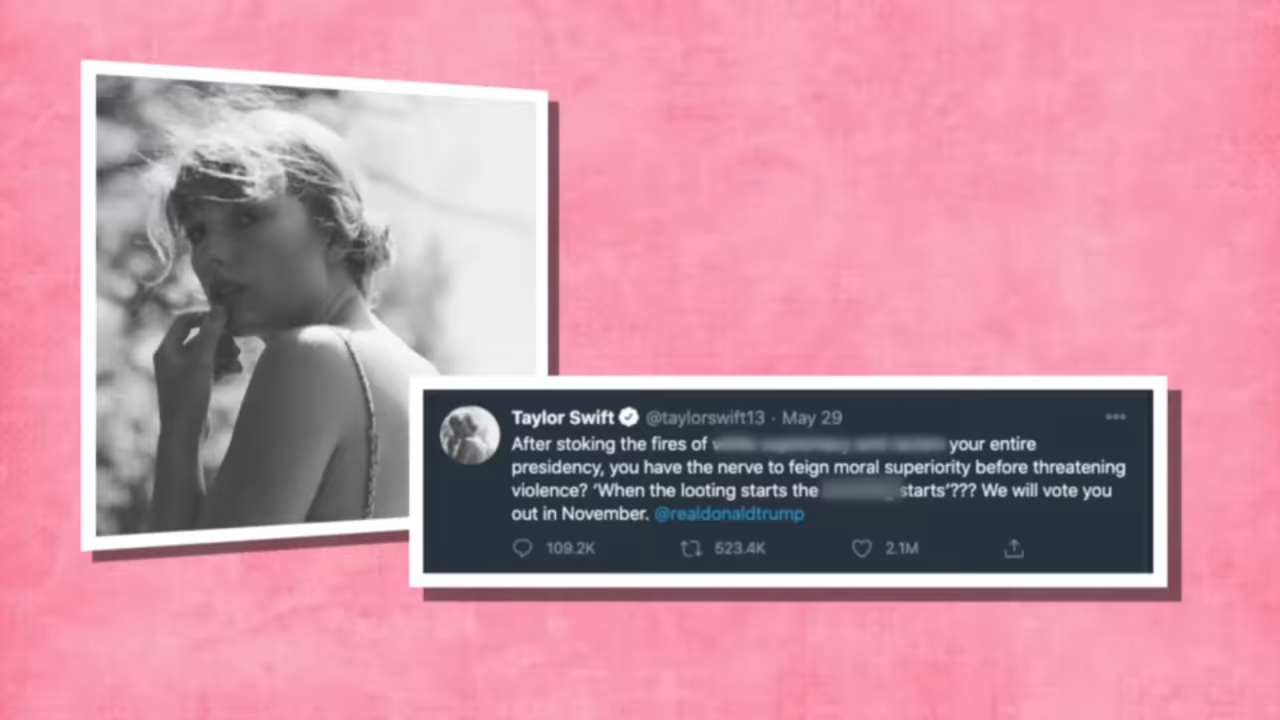 Taylor Swift @taylorswift13 · May 29
After stoking the fires of your entire
presidency, you have the nerve to feign moral superiority before threatening
violence? ‘When the looting starts the starts’??? We will vote you
out in November. @realdonaldtrump
109.2K 523.4K 2.1M